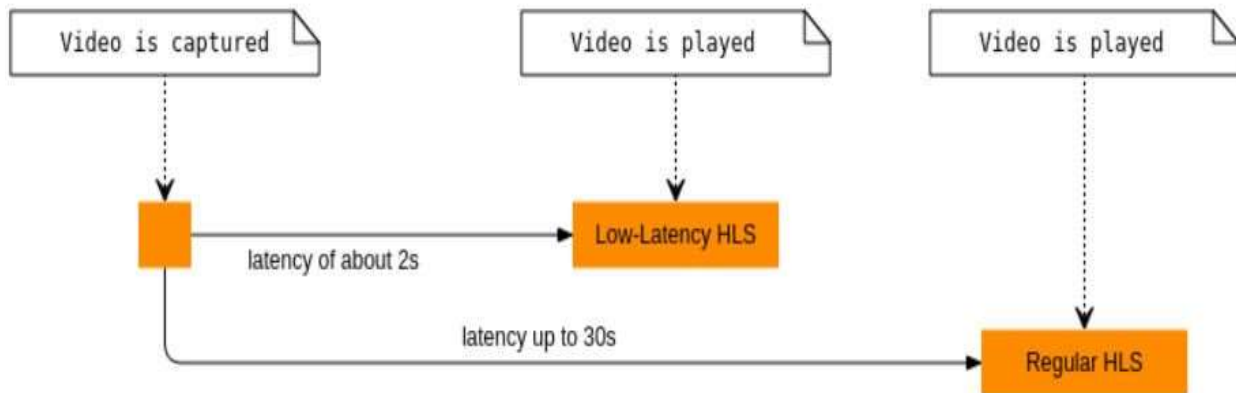 Video is captured
Video is played
Video is played
Low-Latency HLS
latency of about 2s
latency up to 30s
Regular HLS